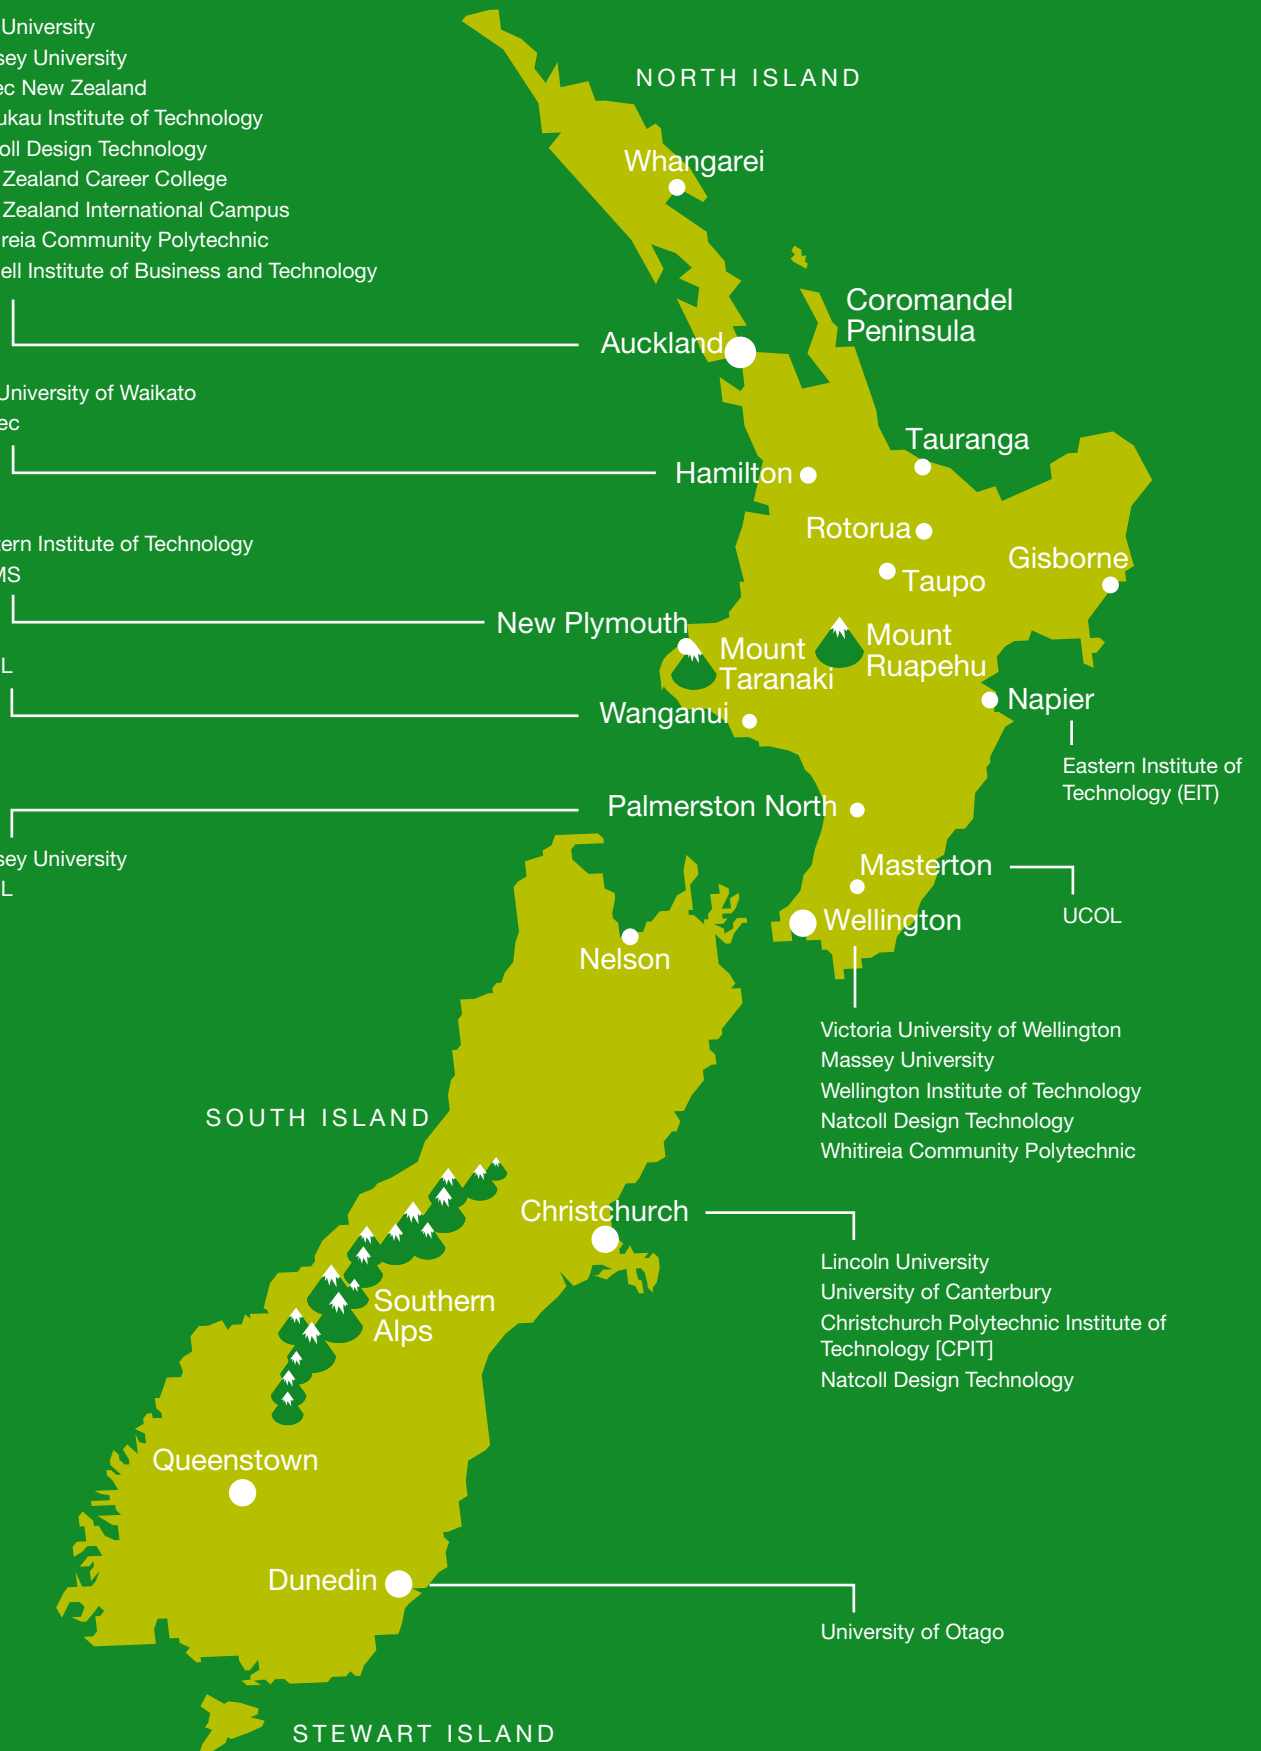 University
sey University
ec New Zealand
ukau Institute of Technology
oll Design Technology
Zealand Career College
Zealand International Campus
reia Community Polytechnic
ell Institute of Business and Technology
NORTH ISLAND
Whangarei
Coromandel
Peninsula
Auckland
University of Waikato
ec
Tauranga
Hamilton
Rotorua
Gisborne
Taupo
tern Institute of Technology
MS
New Plymouth
Mount
Taranaki
Mount
Ruapehu
L
Napier
Wanganui
Eastern Institute of
Technology (EIT)
Palmerston North
sey University
L
Masterton
UCOL
Wellington
Nelson
Victoria University of Wellington
Massey University
Wellington Institute of Technology
Natcoll Design Technology
Whitireia Community Polytechnic
SOUTH ISLAND
Christchurch
Lincoln University
University of Canterbury
Christchurch Polytechnic Institute of
Technology [CPIT]
Natcoll Design Technology
Southern
Alps
Queenstown
Dunedin
University of Otago
STEWART ISLAND